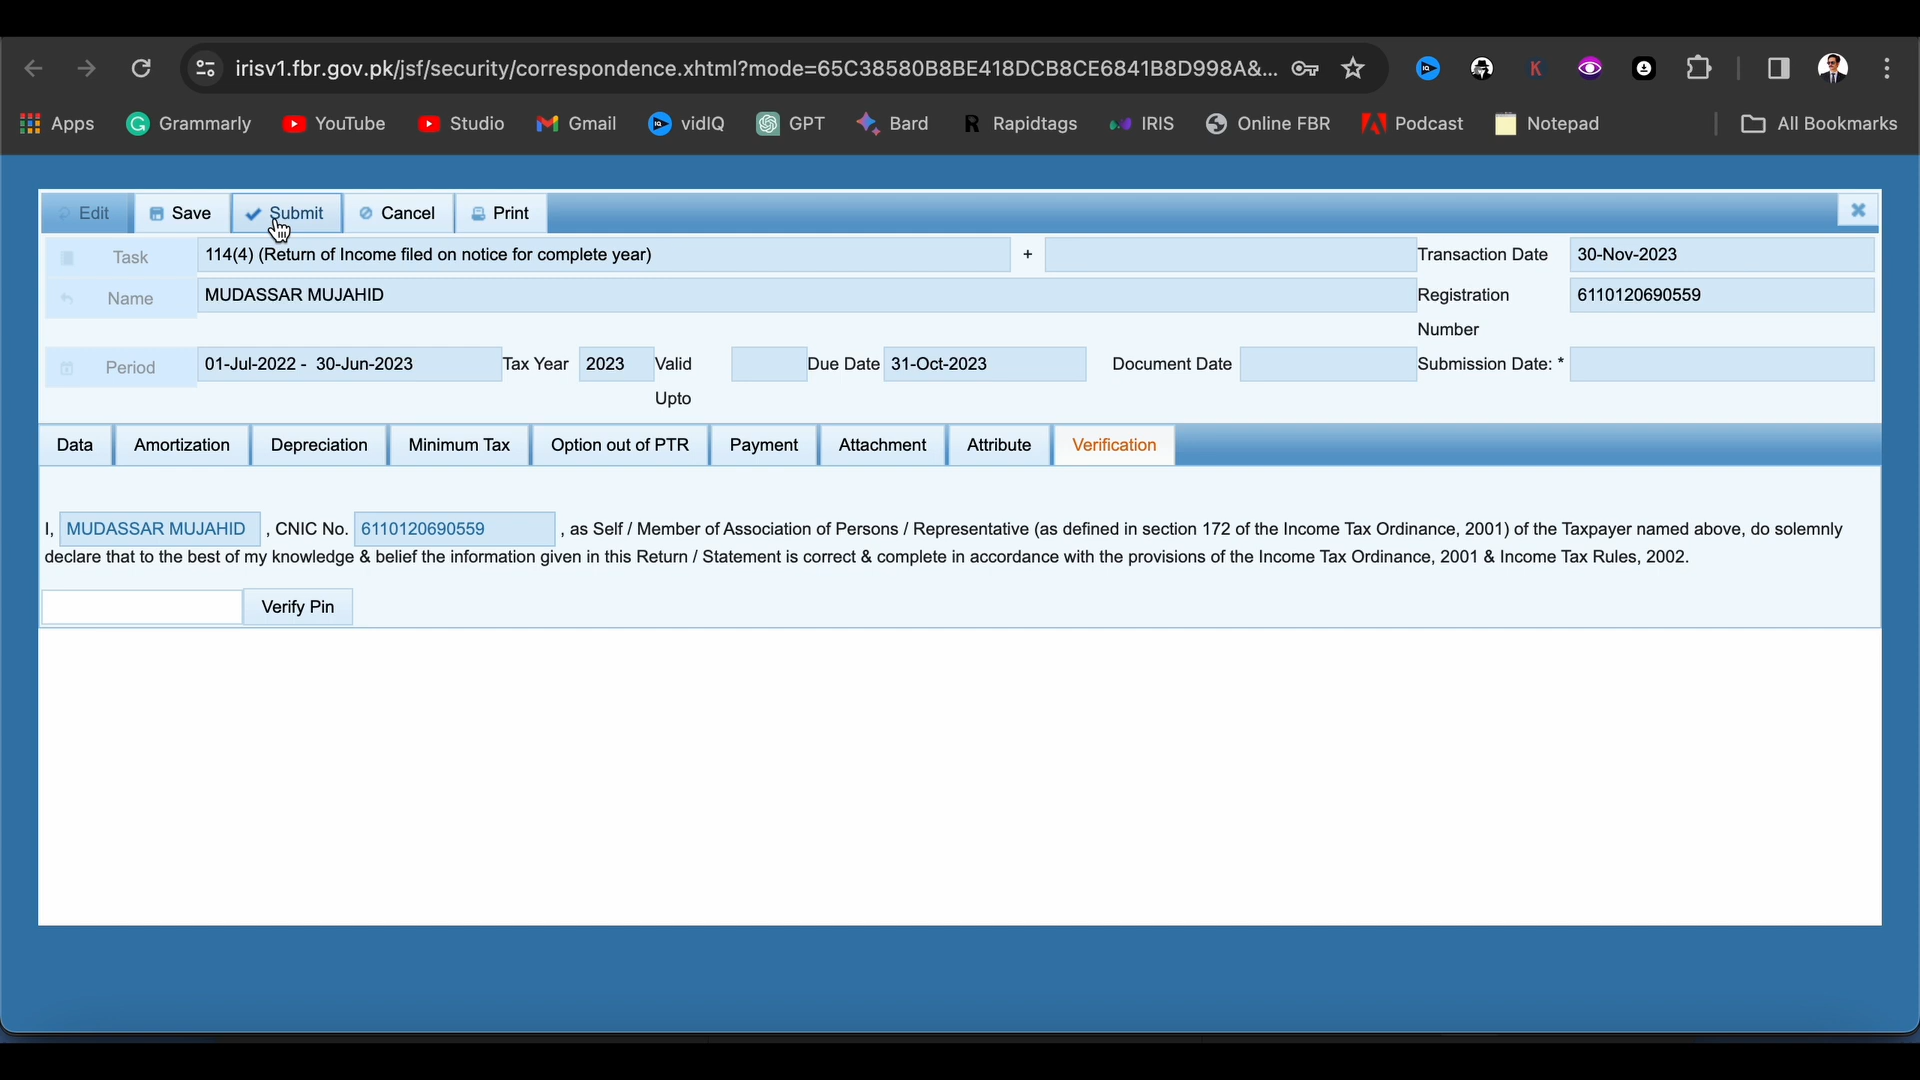 irisv1.fbr.gov.pk/jsf/security/correspondence.xhtml?mode=65C38580B8BE418DCB8CE6841B8D998A&...
Apps Grammarly YouTube Studio Gmail vidIQ GPT Bard Rapidtags IRIS Online FBR Podcast Notepad All Bookmarks
Edit Save Submit Cancel Print
Task 114(4) (Return of Income filed on notice for complete year) + Transaction Date 30-Nov-2023
Name MUDASSAR MUJAHID Registration Number 6110120690559
Period 01-Jul-2022 - 30-Jun-2023 Tax Year 2023 Valid Upto Due Date 31-Oct-2023 Document Date Submission Date: *
Data Amortization Depreciation Minimum Tax Option out of PTR Payment Attachment Attribute Verification
I, MUDASSAR MUJAHID , CNIC No. 6110120690559 , as Self / Member of Association of Persons / Representative (as defined in section 172 of the Income Tax Ordinance, 2001) of the Taxpayer named above, do solemnly
declare that to the best of my knowledge & belief the information given in this Return / Statement is correct & complete in accordance with the provisions of the Income Tax Ordinance, 2001 & Income Tax Rules, 2002.
Verify Pin